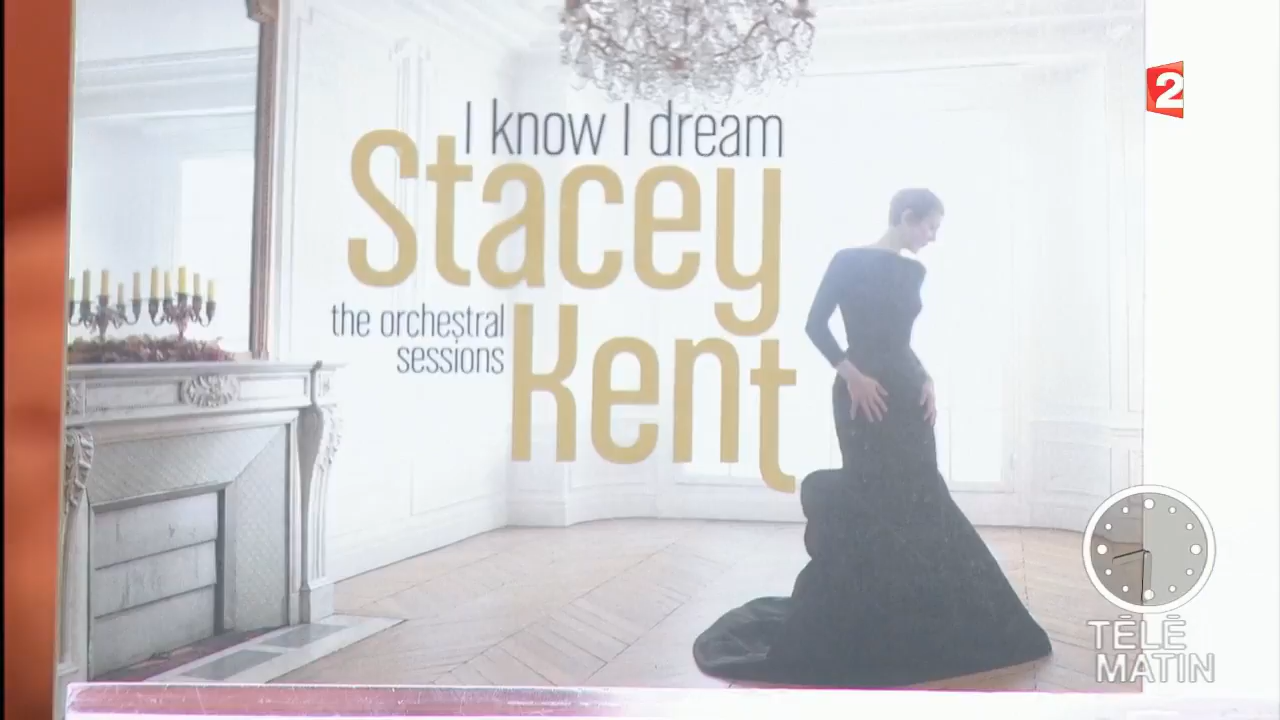 I know I dream
Stacey
Kent
the orchestral
sessions
2
TÉLÉ
MATIN